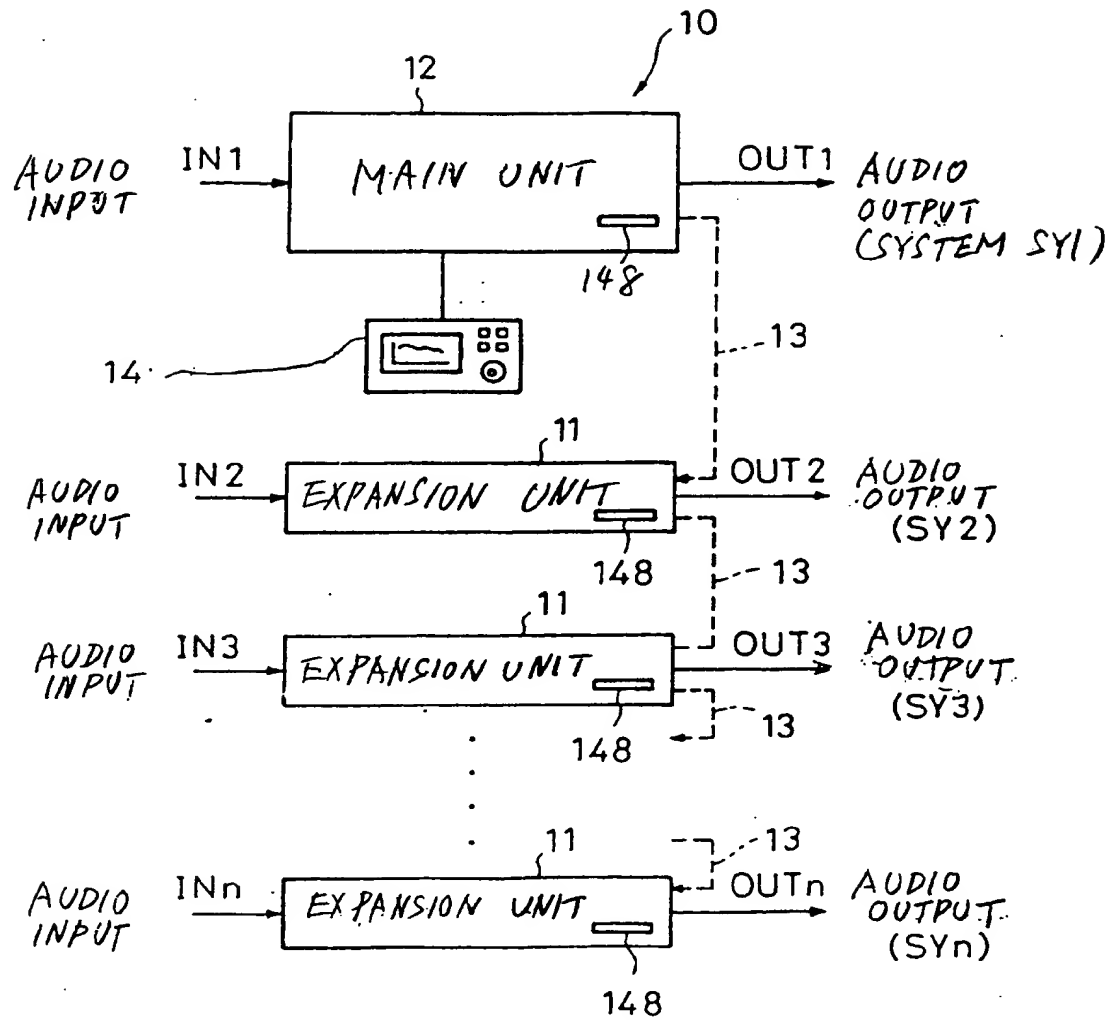 10
12
AUDIO
INPUT
IN1
MAIN UNIT
148
OUT1
AUDIO
OUTPUT
(SYSTEM SY1)
13
14
11
AUDIO
INPUT
IN2
EXPANSION UNIT
148
OUT2
AUDIO
OUTPUT
(SY2)
13
11
AUDIO
INPUT
IN3
EXPANSION UNIT
148
OUT3
AUDIO
OUTPUT
(SY3)
13
13
11
AUDIO
INPUT
INn
EXPANSION UNIT
148
OUTn
AUDIO
OUTPUT
(SYn)